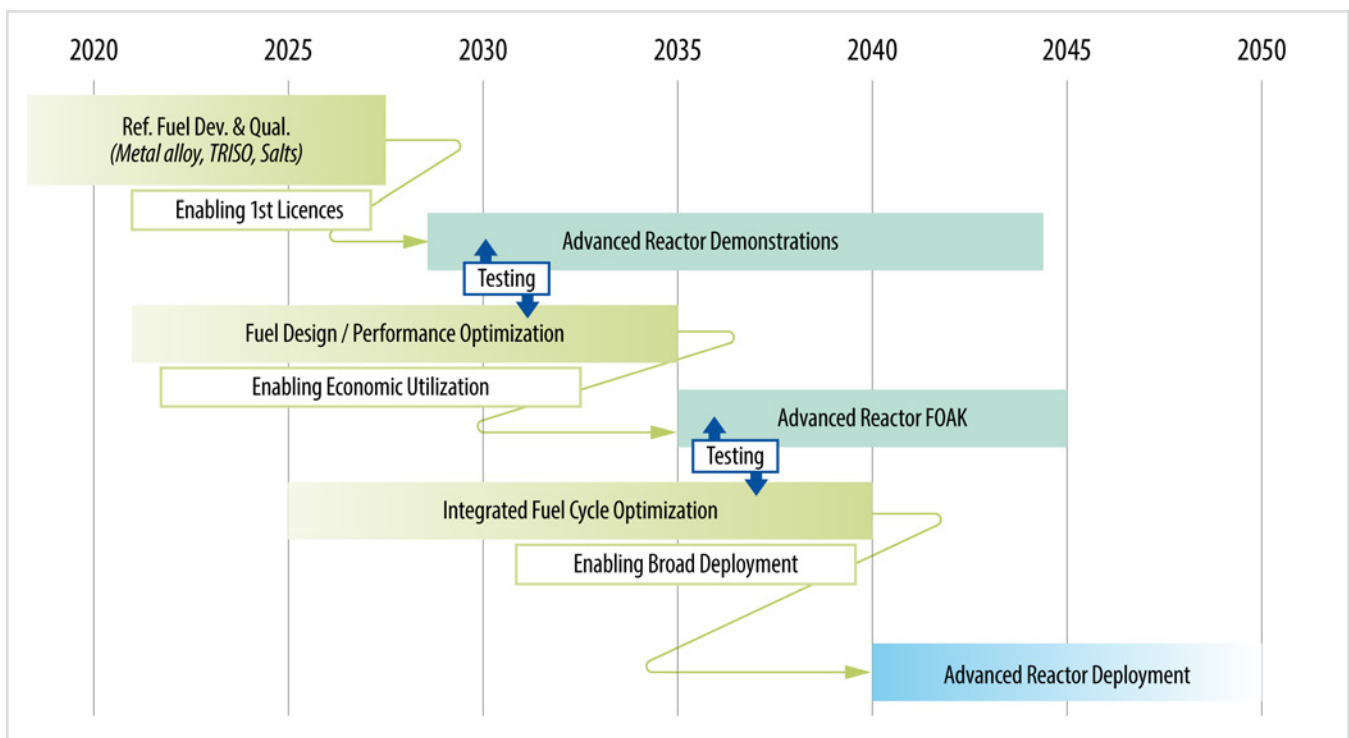 2020 2025 2030 2035 2040 2045 2050
Ref. Fuel Dev. & Qual.
(Metal alloy, TRISO, Salts)
Enabling 1st Licences
Advanced Reactor Demonstrations
Testing
Fuel Design / Performance Optimization
Enabling Economic Utilization
Advanced Reactor FOAK
Testing
Integrated Fuel Cycle Optimization
Enabling Broad Deployment
Advanced Reactor Deployment